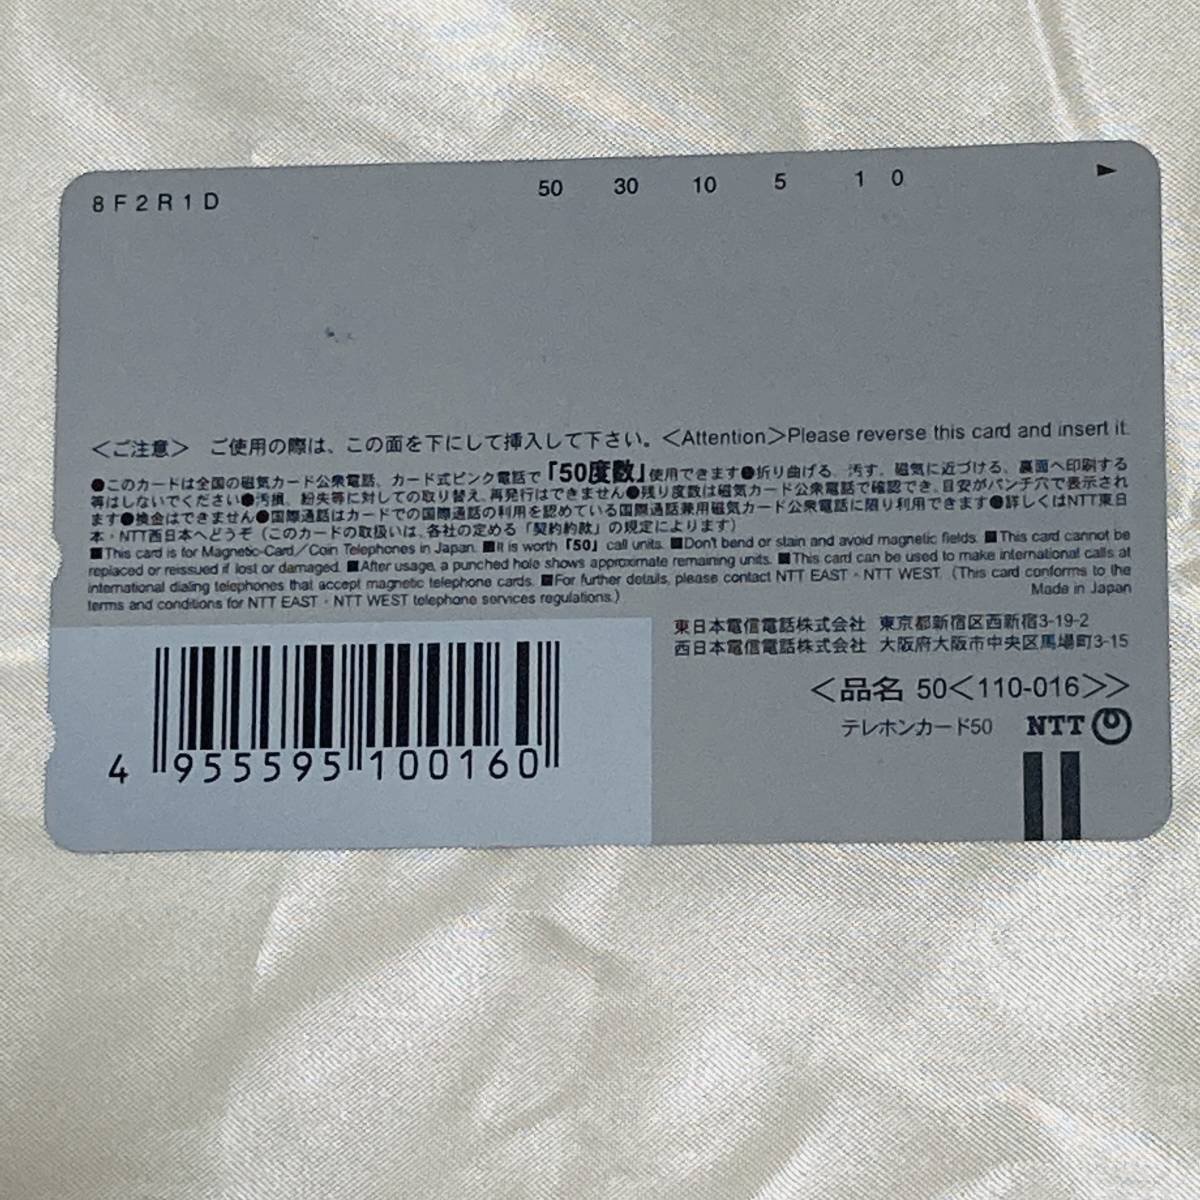 8F2R1D 50 30 10 5 1 0 ►
＜ご注意＞ ご使用の際は、この面を下にして挿入して下さい。＜Attention＞Please reverse this card and insert it.
●このカードは全国の磁気カード公衆電話、カード式ピンク電話で「50度数」使用できます●折り曲げる、汚す、磁気に近づける、裏面へ印刷する
等はしないでください●汚損、紛失等に対しての取り替え、再発行はできません●残り度数は磁気カード公衆電話で確認でき、目安がパンチ穴で表示され
ます●換金はできません●国際通話はカードでの国際通話の利用を認めている国際通話兼用磁気カード公衆電話に限り利用できます●詳しくはNTT東日
本・NTT西日本へどうぞ（このカードの取扱いは、各社の定める「契約約款」の規定によります）
■This card is for Magnetic-Card／Coin Telephones in Japan. ■It is worth「50」call units. ■Don't bend or stain and avoid magnetic fields. ■This card cannot be
replaced or reissued if lost or damaged. ■After usage, a punched hole shows approximate remaining units. ■This card can be used to make international calls at
international dialing telephones that accept magnetic telephone cards. ■For further details, please contact NTT EAST・NTT WEST. (This card conforms to the
terms and conditions for NTT EAST・NTT WEST telephone services regulations.)
Made in Japan
東日本電信電話株式会社 東京都新宿区西新宿3-19-2
西日本電信電話株式会社 大阪府大阪市中央区馬場町3-15
＜品名 50＜110-016＞＞
テレホンカード50 NTT
4 955595 100160